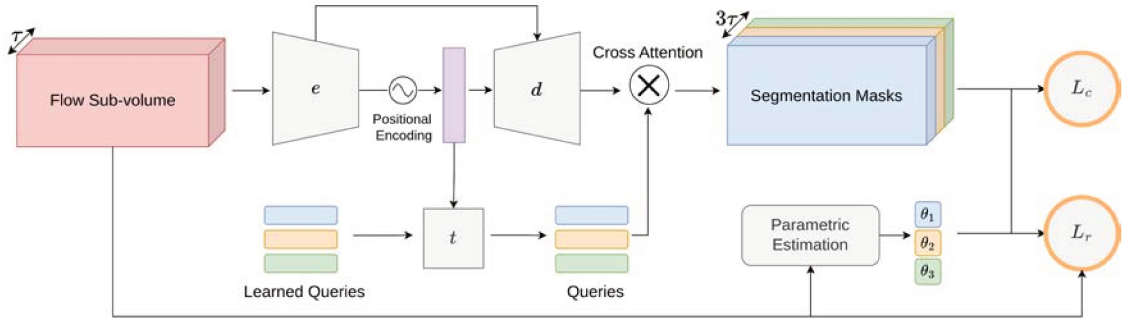 τ
Flow Sub-volume
e
Positional
Encoding
d
Cross Attention
3τ
Segmentation Masks
L_c
Learned Queries
t
Queries
Parametric
Estimation
θ_1
θ_2
θ_3
L_r